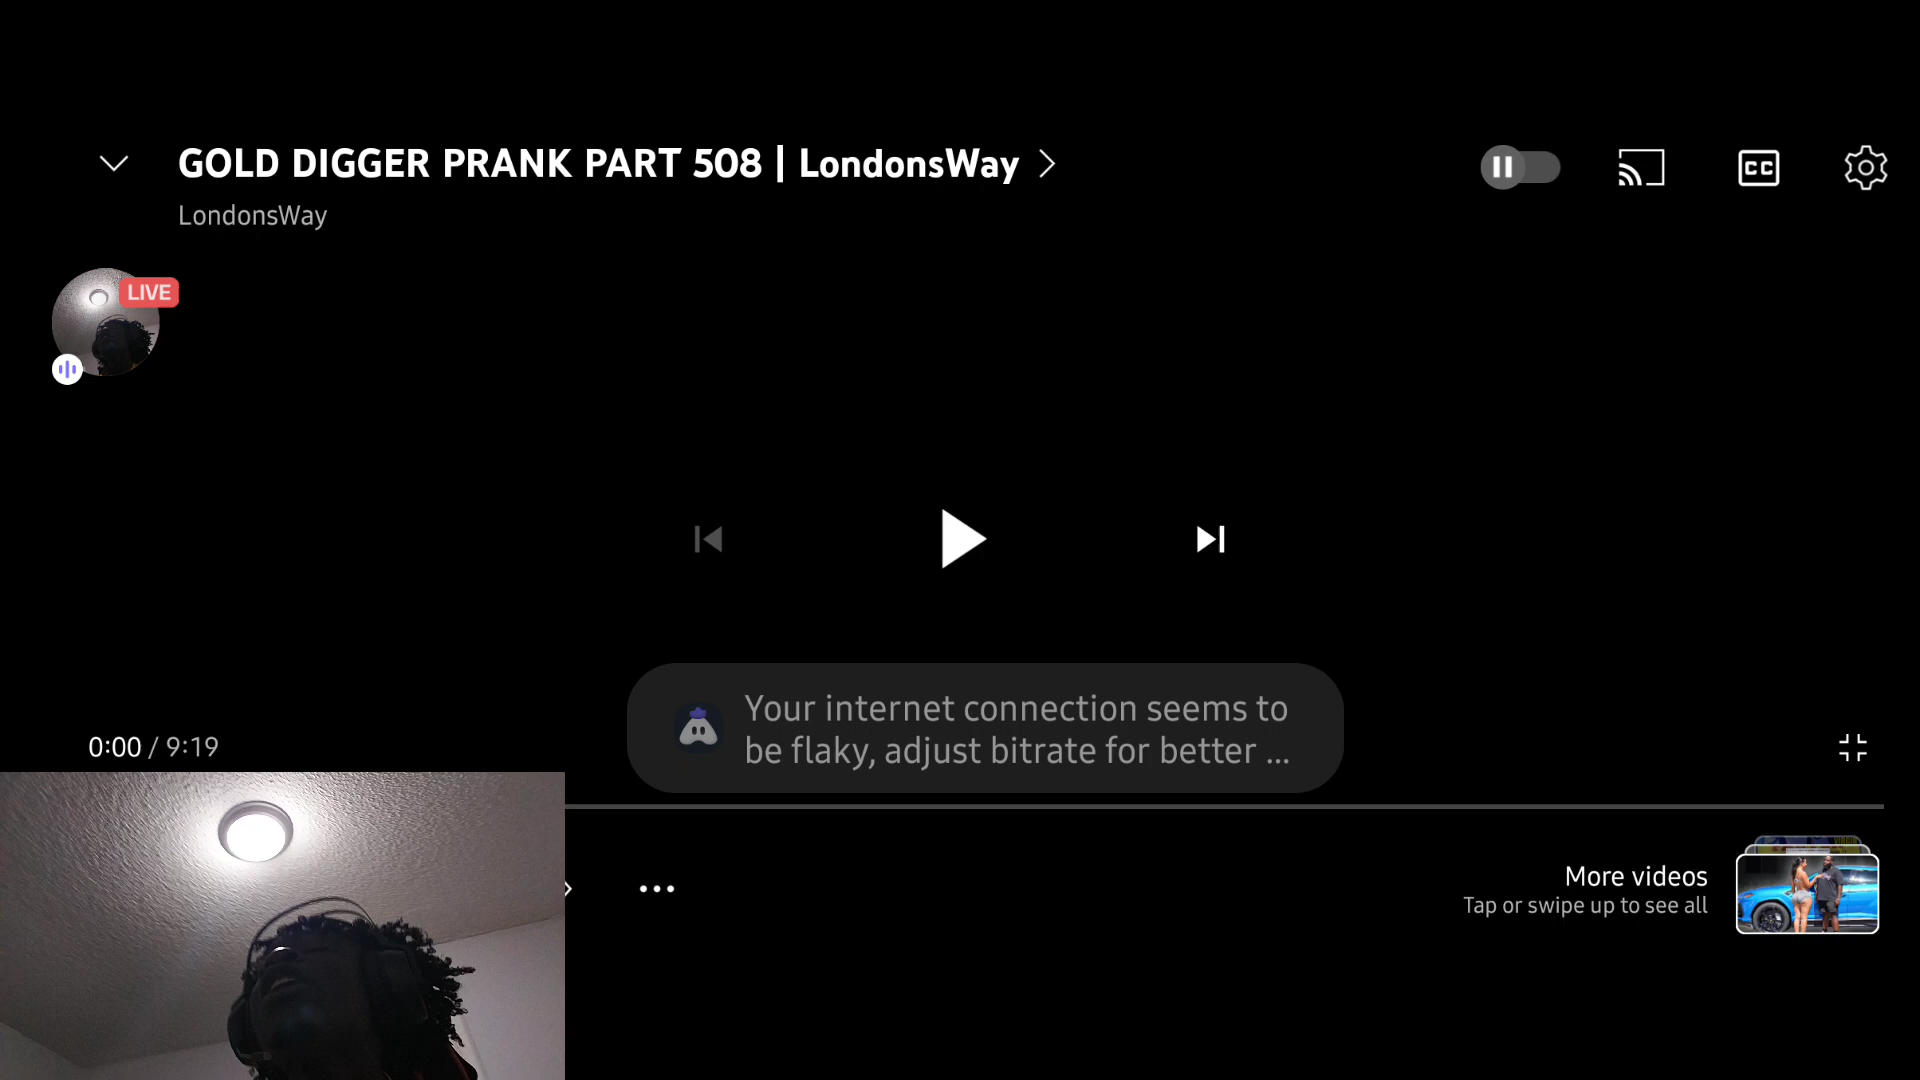 GOLD DIGGER PRANK PART 508 | LondonsWay
LondonsWay
CC
LIVE
Your internet connection seems to
be flaky, adjust bitrate for better ...
0:00 / 9:19
More videos
Tap or swipe up to see all